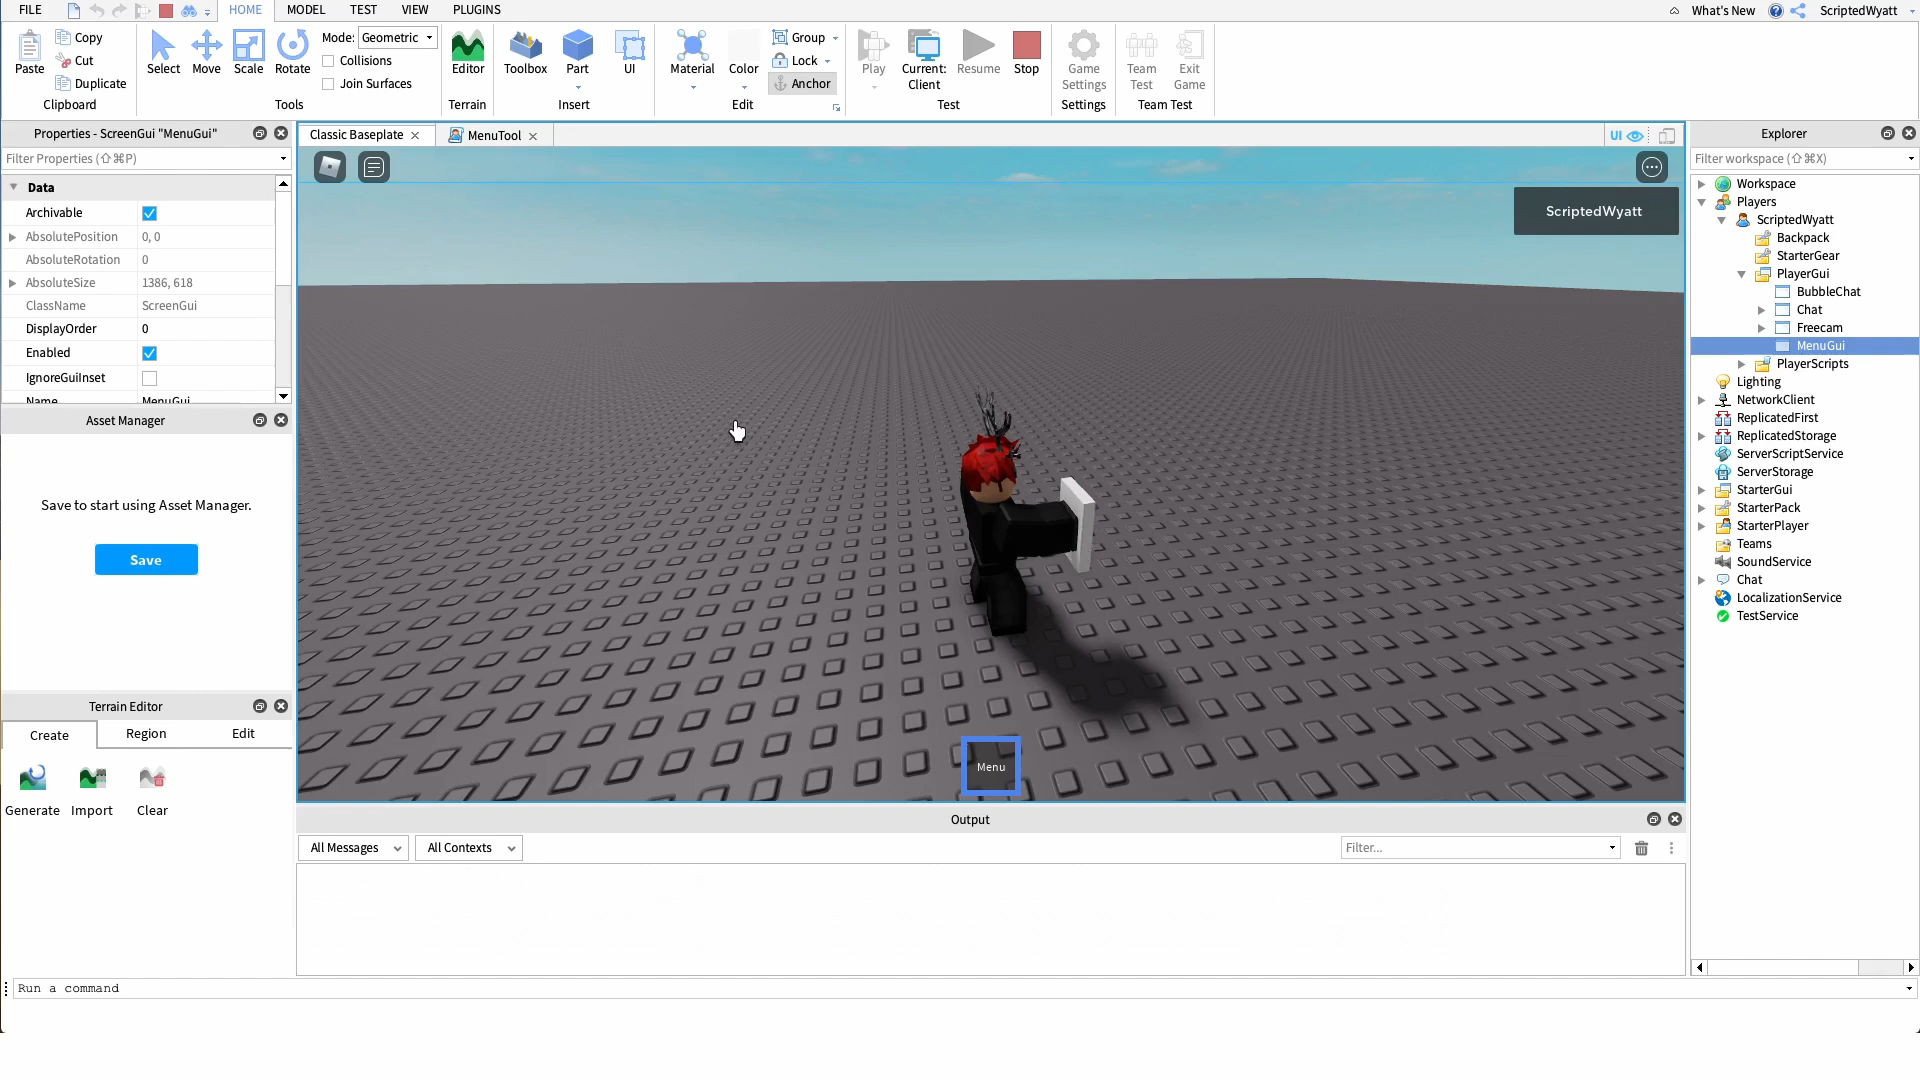 FILE
HOME
MODEL
TEST
VIEW
PLUGINS
What's New
ScriptedWyatt
Paste
Copy
Cut
Duplicate
Clipboard
Select
Move
Scale
Rotate
Mode: Geometric
Collisions
Join Surfaces
Tools
Editor
Terrain
Toolbox
Part
UI
Insert
Material
Color
Group
Lock
Anchor
Edit
Play
Current:
Client
Resume
Stop
Test
Game
Settings
Settings
Team
Test
Exit
Game
Team Test
Properties - ScreenGui "MenuGui"
Filter Properties (⇧⌘P)
Data
Archivable
AbsolutePosition 0, 0
AbsoluteRotation 0
AbsoluteSize 1386, 618
ClassName ScreenGui
DisplayOrder 0
Enabled
IgnoreGuiInset
Name MenuGui
Asset Manager
Save to start using Asset Manager.
Save
Terrain Editor
Create
Region
Edit
Generate
Import
Clear
Classic Baseplate
MenuTool
UI
ScriptedWyatt
Menu
Output
All Messages
All Contexts
Filter...
Run a command
Explorer
Filter workspace (⇧⌘X)
Workspace
Players
ScriptedWyatt
Backpack
StarterGear
PlayerGui
BubbleChat
Chat
Freecam
MenuGui
PlayerScripts
Lighting
NetworkClient
ReplicatedFirst
ReplicatedStorage
ServerScriptService
ServerStorage
StarterGui
StarterPack
StarterPlayer
Teams
SoundService
Chat
LocalizationService
TestService